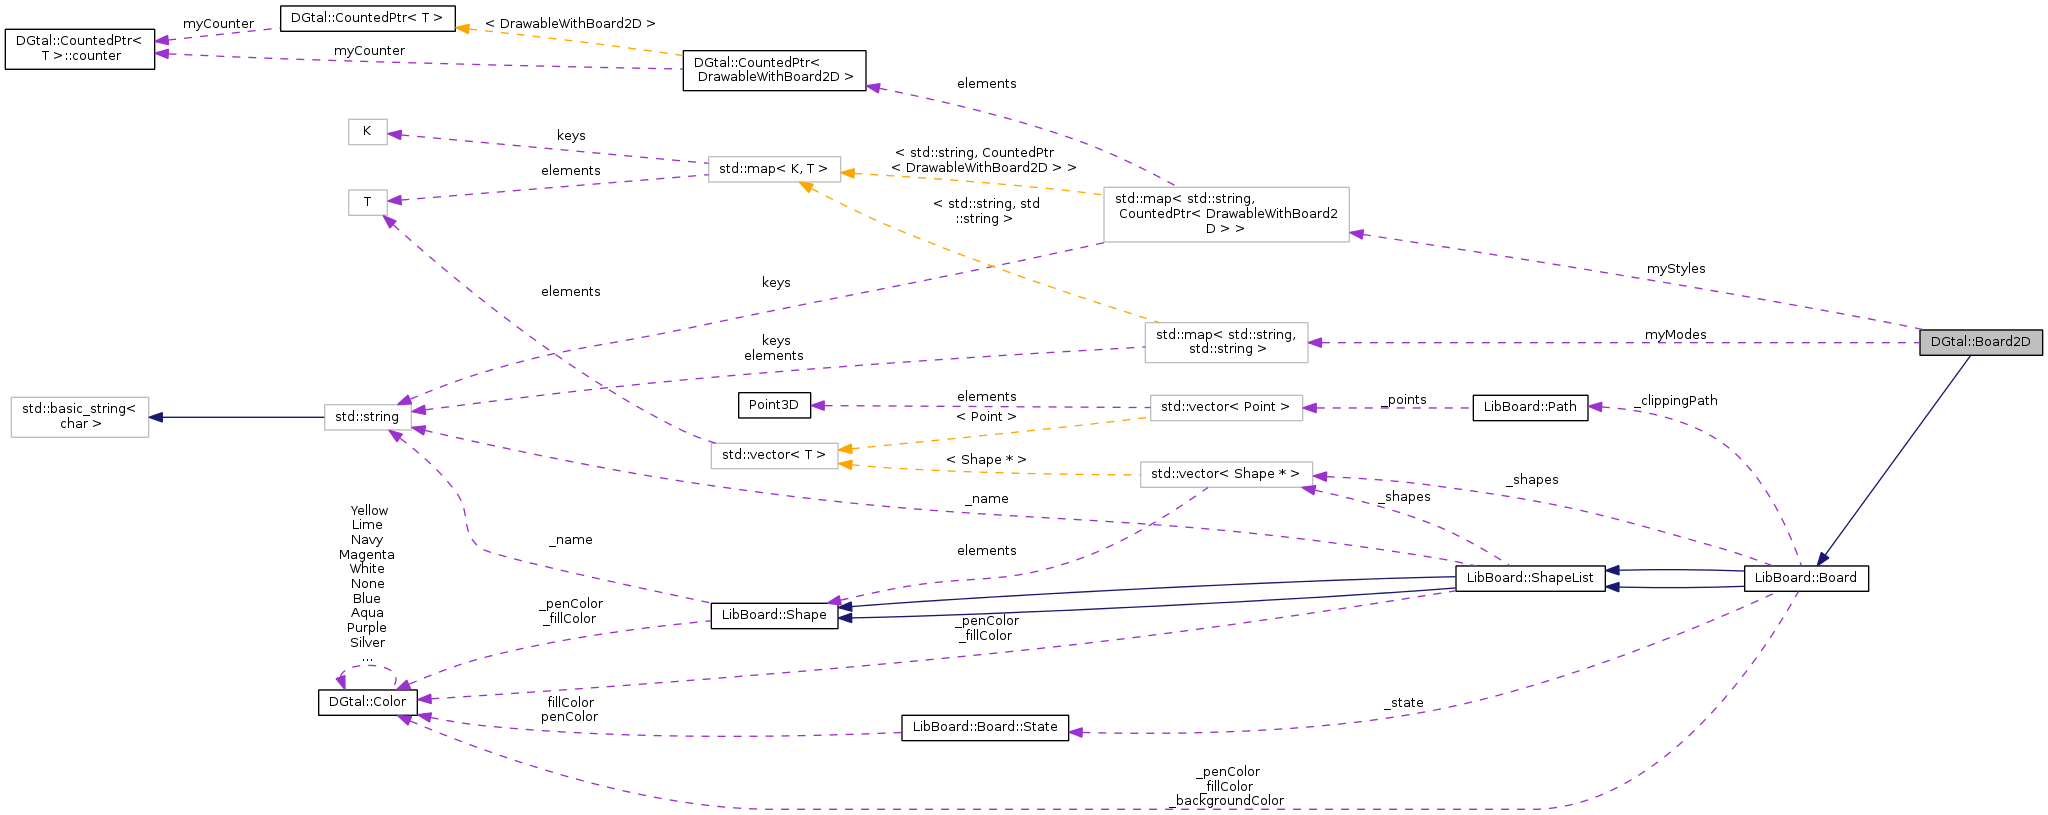 myCounter
DGtal::CountedPtr< T >
< DrawableWithBoard2D >
DGtal::CountedPtr<
T >::counter
myCounter
DGtal::CountedPtr<
DrawableWithBoard2D >
elements
K
keys
std::map< K, T >
elements
T
< std::string, CountedPtr
< DrawableWithBoard2D > >
< std::string, std
::string >
std::map< std::string,
CountedPtr< DrawableWithBoard2
D > >
myStyles
elements
keys
std::map< std::string,
std::string >
myModes
DGtal::Board2D
keys
elements
std::basic_string<
char >
std::string
Point3D
elements
std::vector< Point >
_points
LibBoard::Path
_clippingPath
< Point >
std::vector< T >
< Shape * >
std::vector< Shape * >
_shapes
_shapes
_name
_name
elements
LibBoard::ShapeList
LibBoard::Board
Yellow
Lime
Navy
Magenta
White
None
Blue
Aqua
Purple
Silver
...
_penColor
_fillColor
LibBoard::Shape
_penColor
_fillColor
DGtal::Color
fillColor
penColor
LibBoard::Board::State
_state
_penColor
_fillColor
_backgroundColor